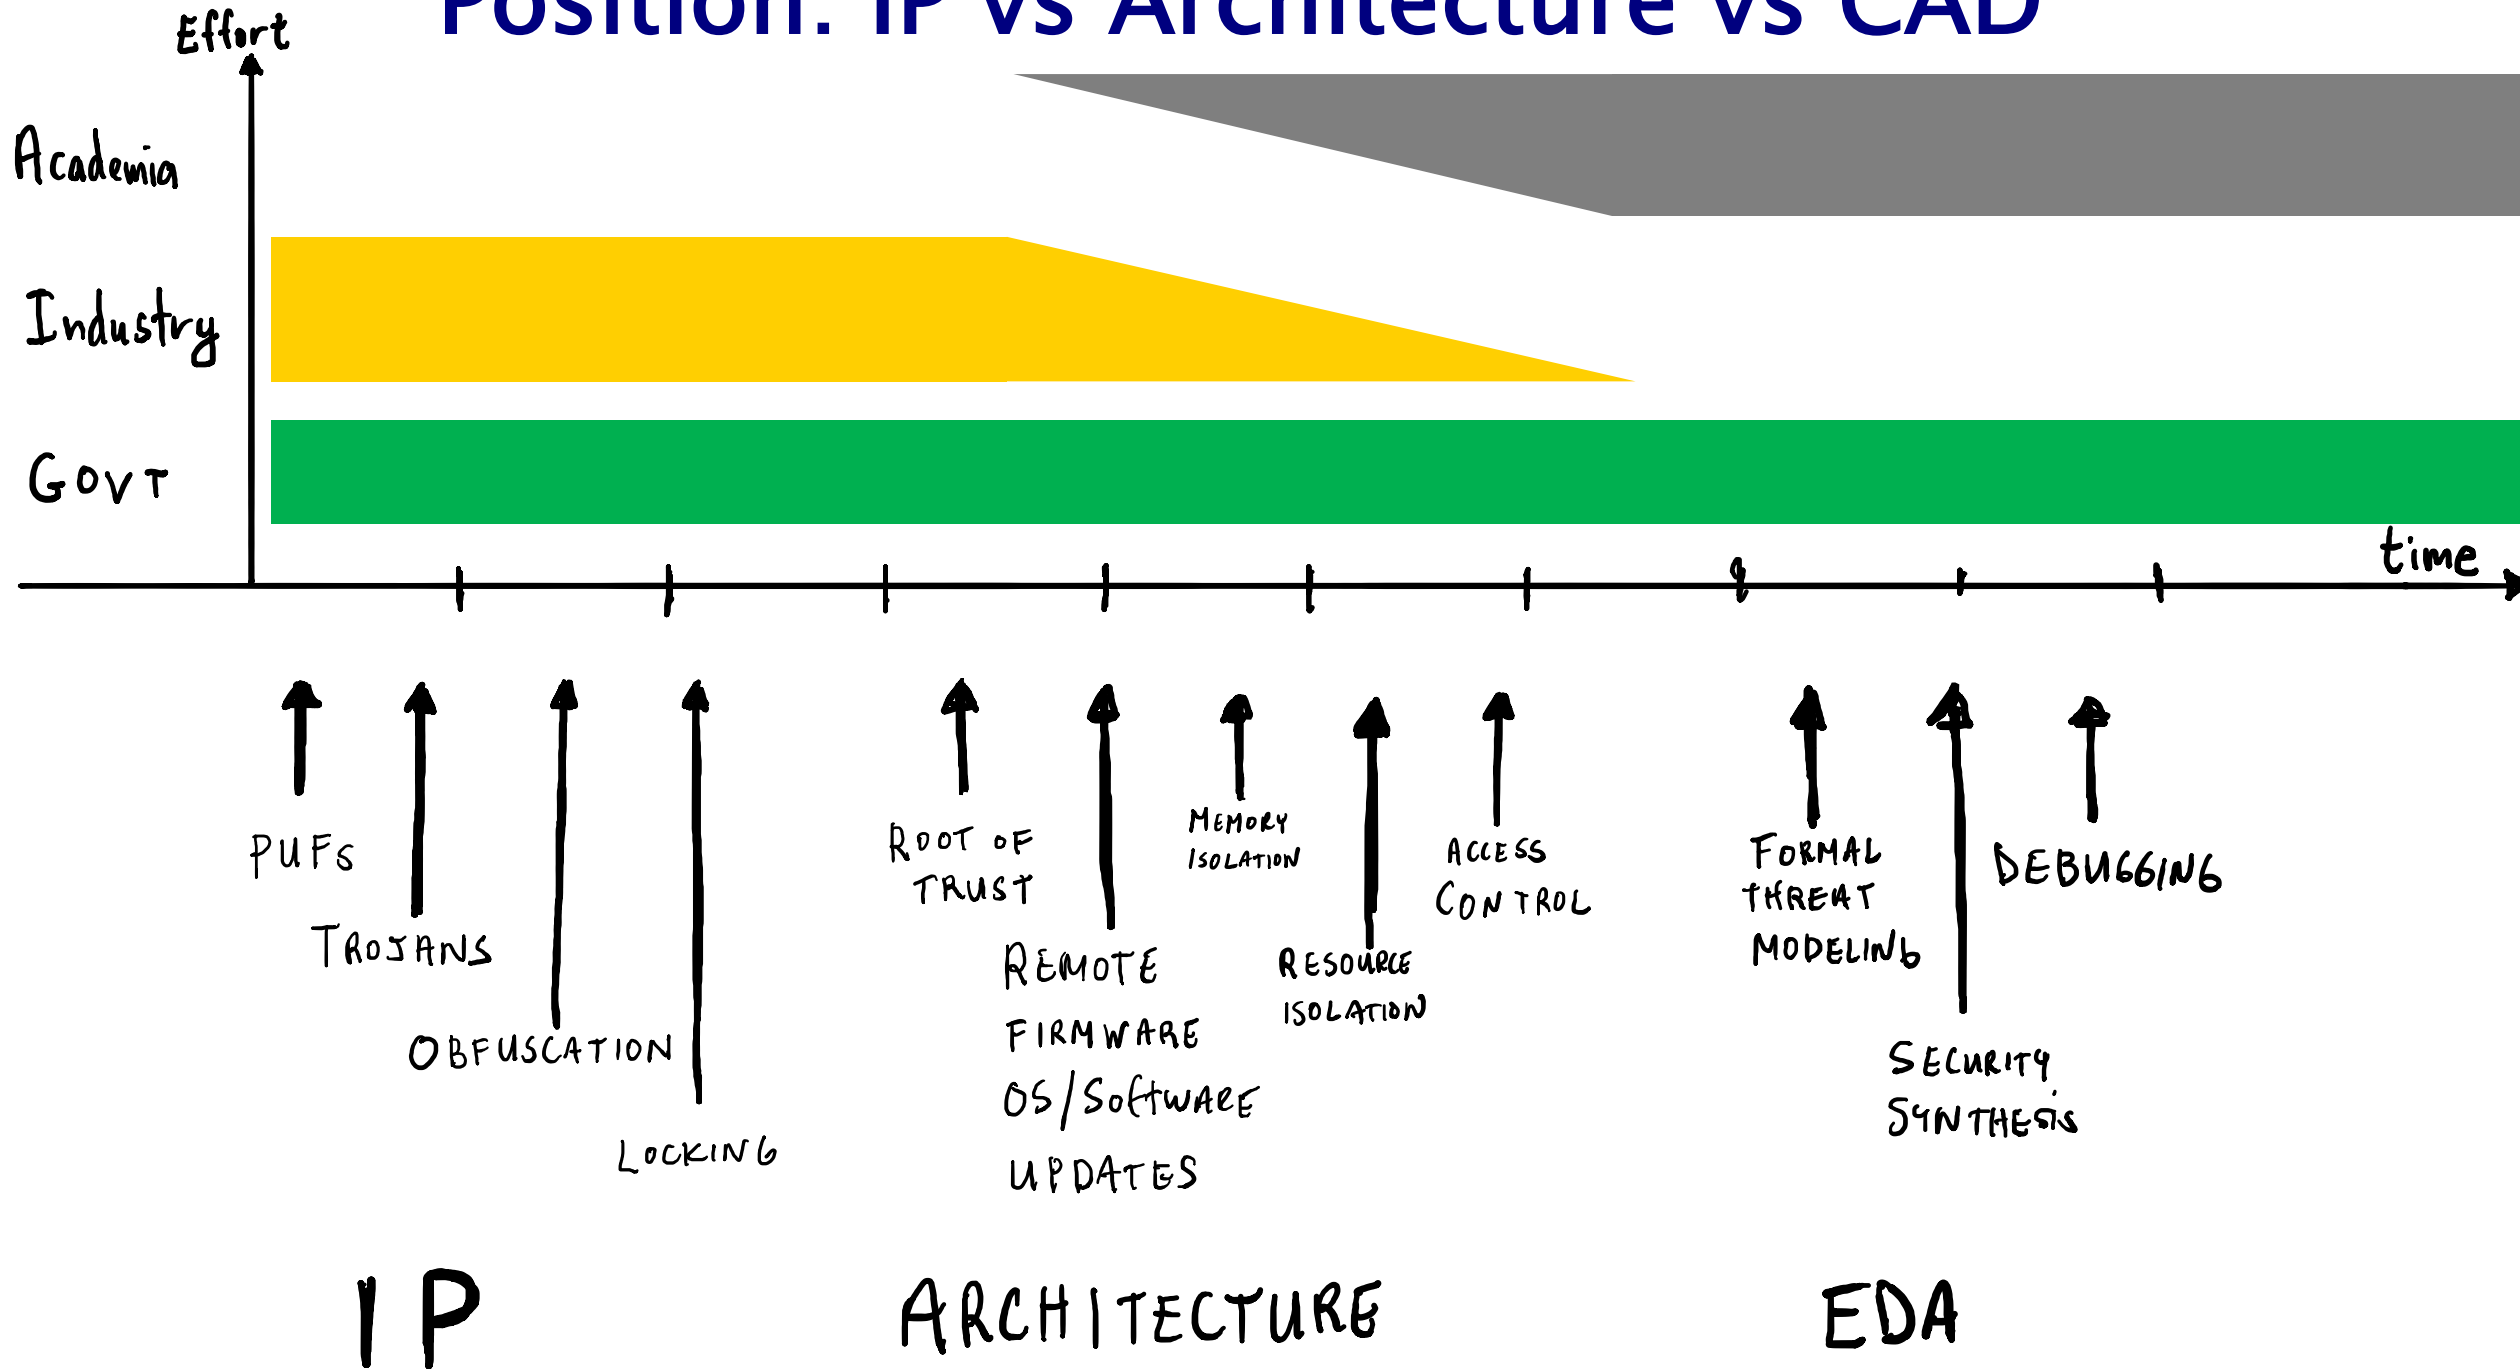 Position: IP vs Architecture vs CAD
Effort
Academia
Industry
GOVT
time
PUFS
TROJANS
OBFUSCATION
LOCKING
ROOT OF
TRUST
REMOTE
FIRMWARE
OS/SOftWARE
UPDATES
MEMORY
ISOLATION
RESOURCE
ISOLATION
ACCESS
CONTROL
FORMAL
THREAT
MODELING
SECURITY
SYNTHESiS
DEBUGGING
IP
ARCHITECTURE
EDA